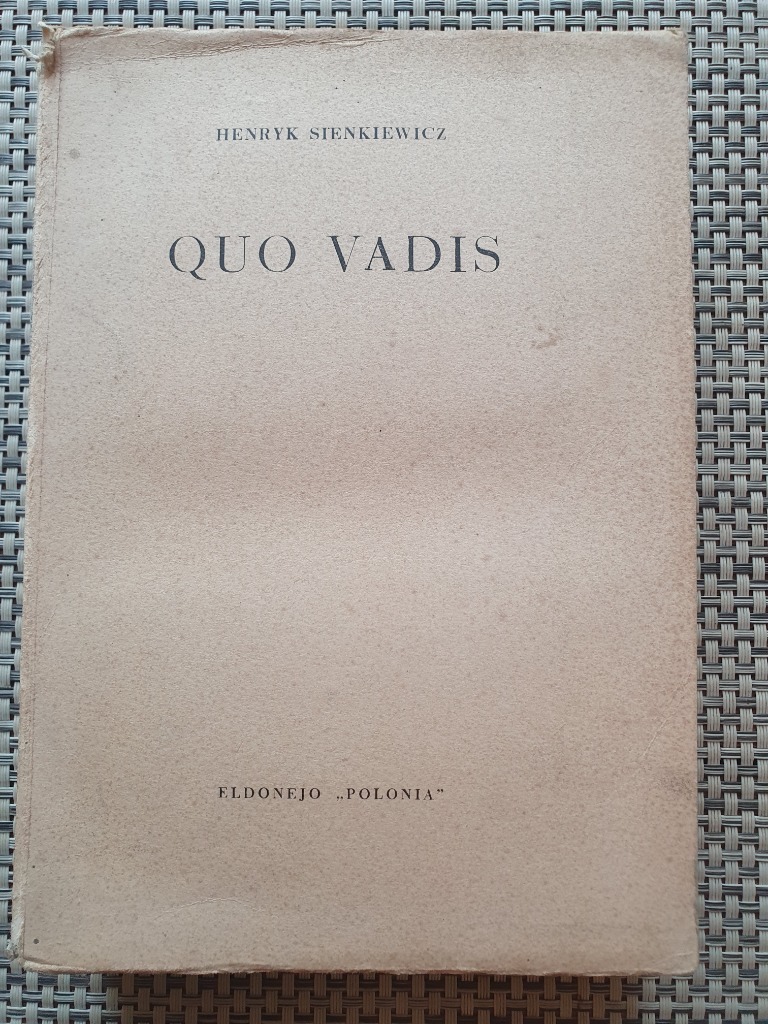 HENRYK SIENKIEWICZ
QUO VADIS
ELDONEJO „POLONIA”